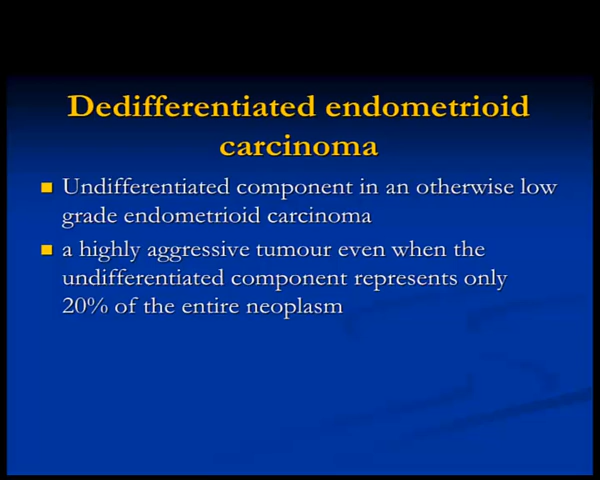 Dedifferentiated endometrioid
carcinoma
Undifferentiated component in an otherwise low
grade endometrioid carcinoma
a highly aggressive tumour even when the
undifferentiated component represents only
20% of the entire neoplasm